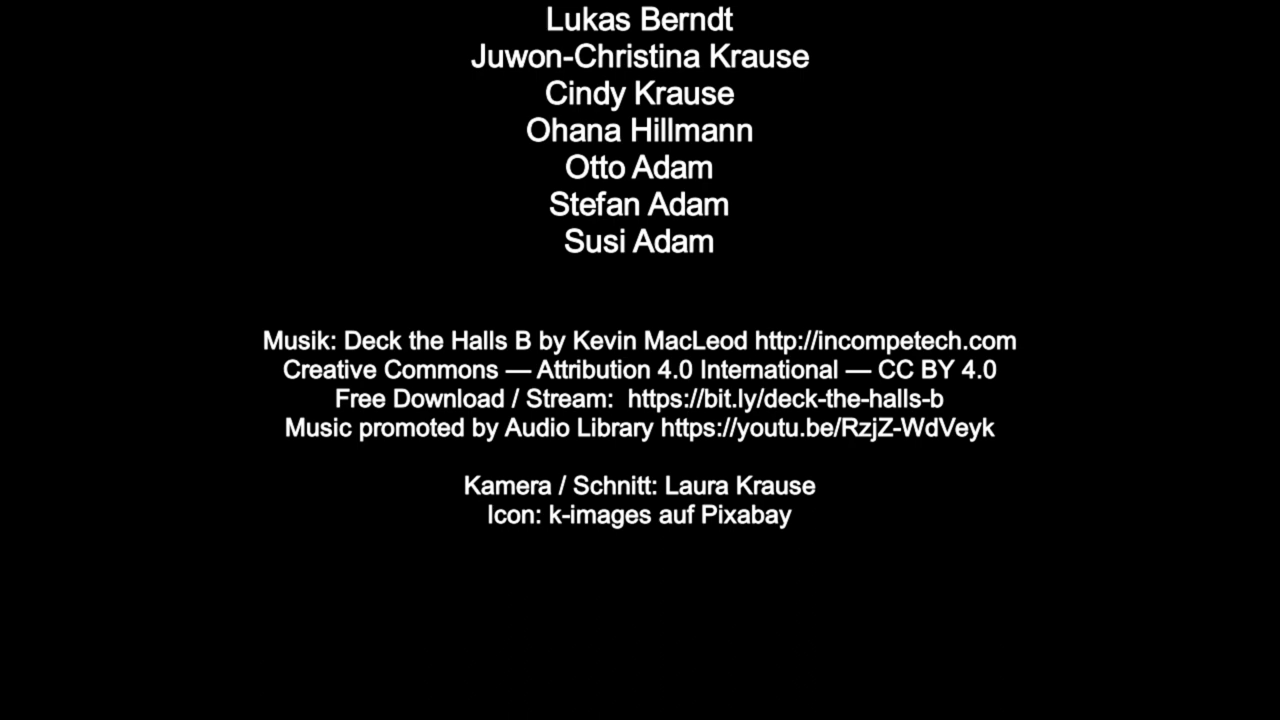 Lukas Berndt
Juwon-Christina Krause
Cindy Krause
Ohana Hillmann
Otto Adam
Stefan Adam
Susi Adam
Musik: Deck the Halls B by Kevin MacLeod http://incompetech.com
Creative Commons — Attribution 4.0 International — CC BY 4.0
Free Download / Stream:  https://bit.ly/deck-the-halls-b
Music promoted by Audio Library https://youtu.be/RzjZ-WdVeyk
Kamera / Schnitt: Laura Krause
Icon: k-images auf Pixabay